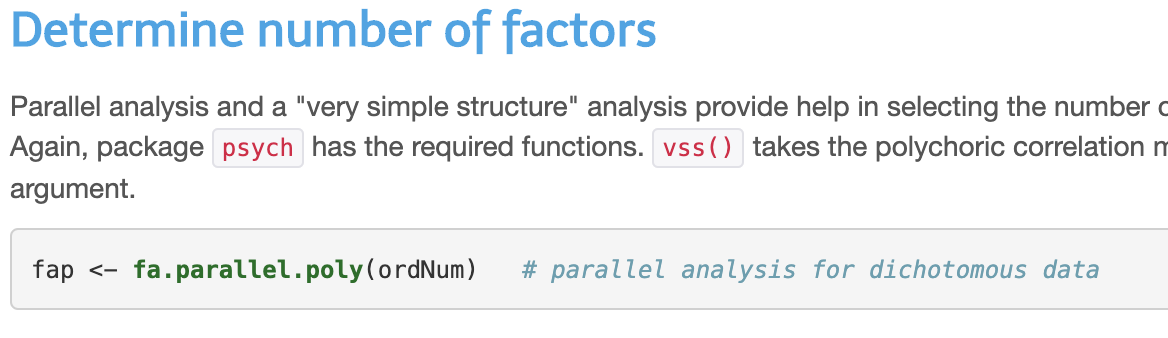 Determine number of factors
Parallel analysis and a "very simple structure" analysis provide help in selecting the number
Again, package psych has the required functions. vss() takes the polychoric correlation
argument.
fap <- fa.parallel.poly(ordNum)   # parallel analysis for dichotomous data